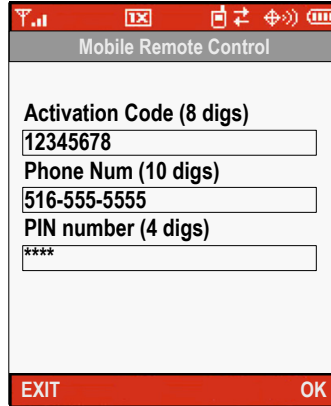 1X
Mobile Remote Control
Activation Code (8 digs)
12345678
Phone Num (10 digs)
516-555-5555
PIN number (4 digs)
****
EXIT OK